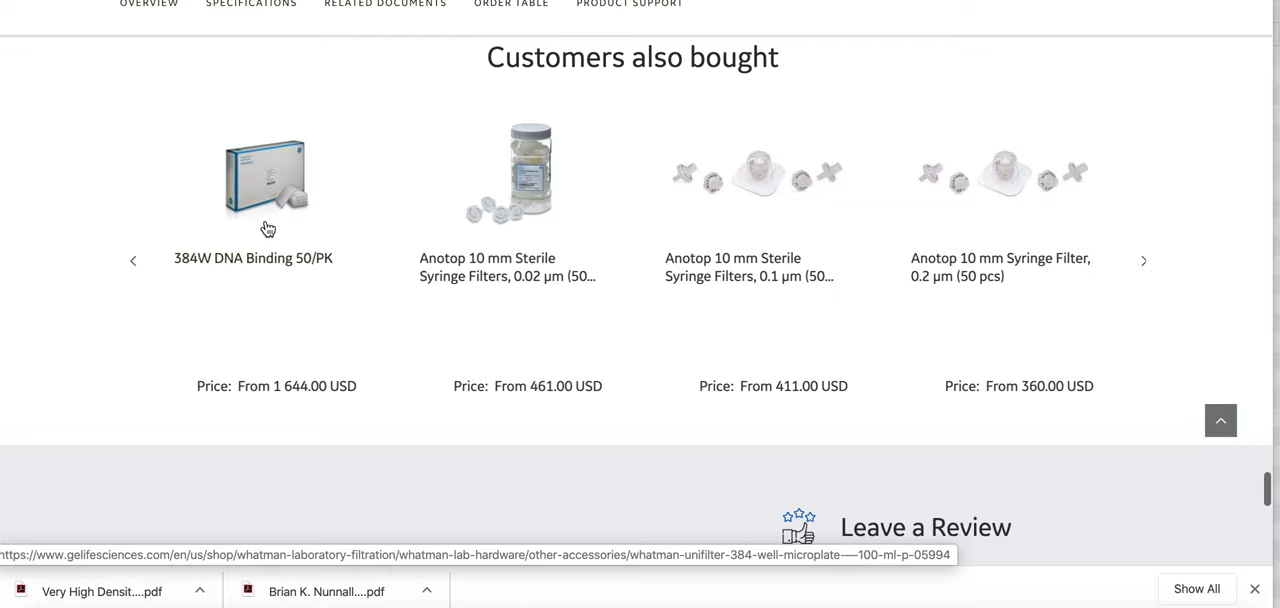 OVERVIEW SPECIFICATIONS RELATED DOCUMENTS ORDER TABLE PRODUCT SUPPORT
Customers also bought
384W DNA Binding 50/PK
Anotop 10 mm Sterile
Syringe Filters, 0.02 µm (50...
Anotop 10 mm Sterile
Syringe Filters, 0.1 µm (50...
Anotop 10 mm Syringe Filter,
0.2 µm (50 pcs)
Price: From 1 644.00 USD
Price: From 461.00 USD
Price: From 411.00 USD
Price: From 360.00 USD
Leave a Review
https://www.gelifesciences.com/en/us/shop/whatman-laboratory-filtration/whatman-lab-hardware/other-accessories/whatman-unifilter-384-well-microplate-—100-ml-p-05994
Very High Densit....pdf
Brian K. Nunnall....pdf
Show All